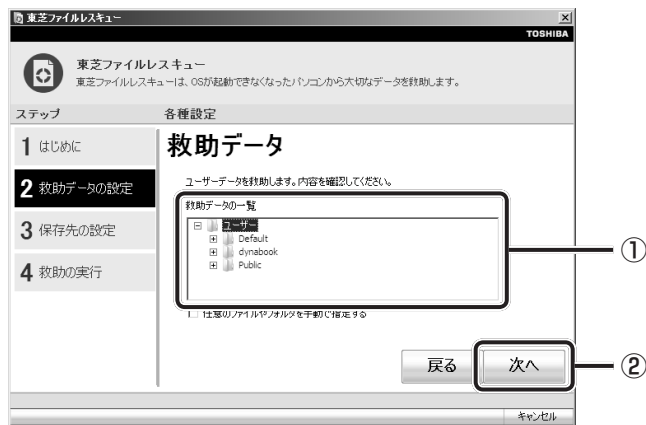 東芝ファイルレスキュー
TOSHIBA
東芝ファイルレスキュー
東芝ファイルレスキューは、OSが起動できなくなったパソコンから大切なデータを救助します。
ステップ
各種設定
1 はじめに
2 救助データの設定
3 保存先の設定
4 救助の実行
救助データ
ユーザーデータを救助します。内容を確認してください。
救助データの一覧
ユーザー
Default
dynabook
Public
①
任意のファイルやフォルダを手動で指定する
戻る
次へ
②
キャンセル